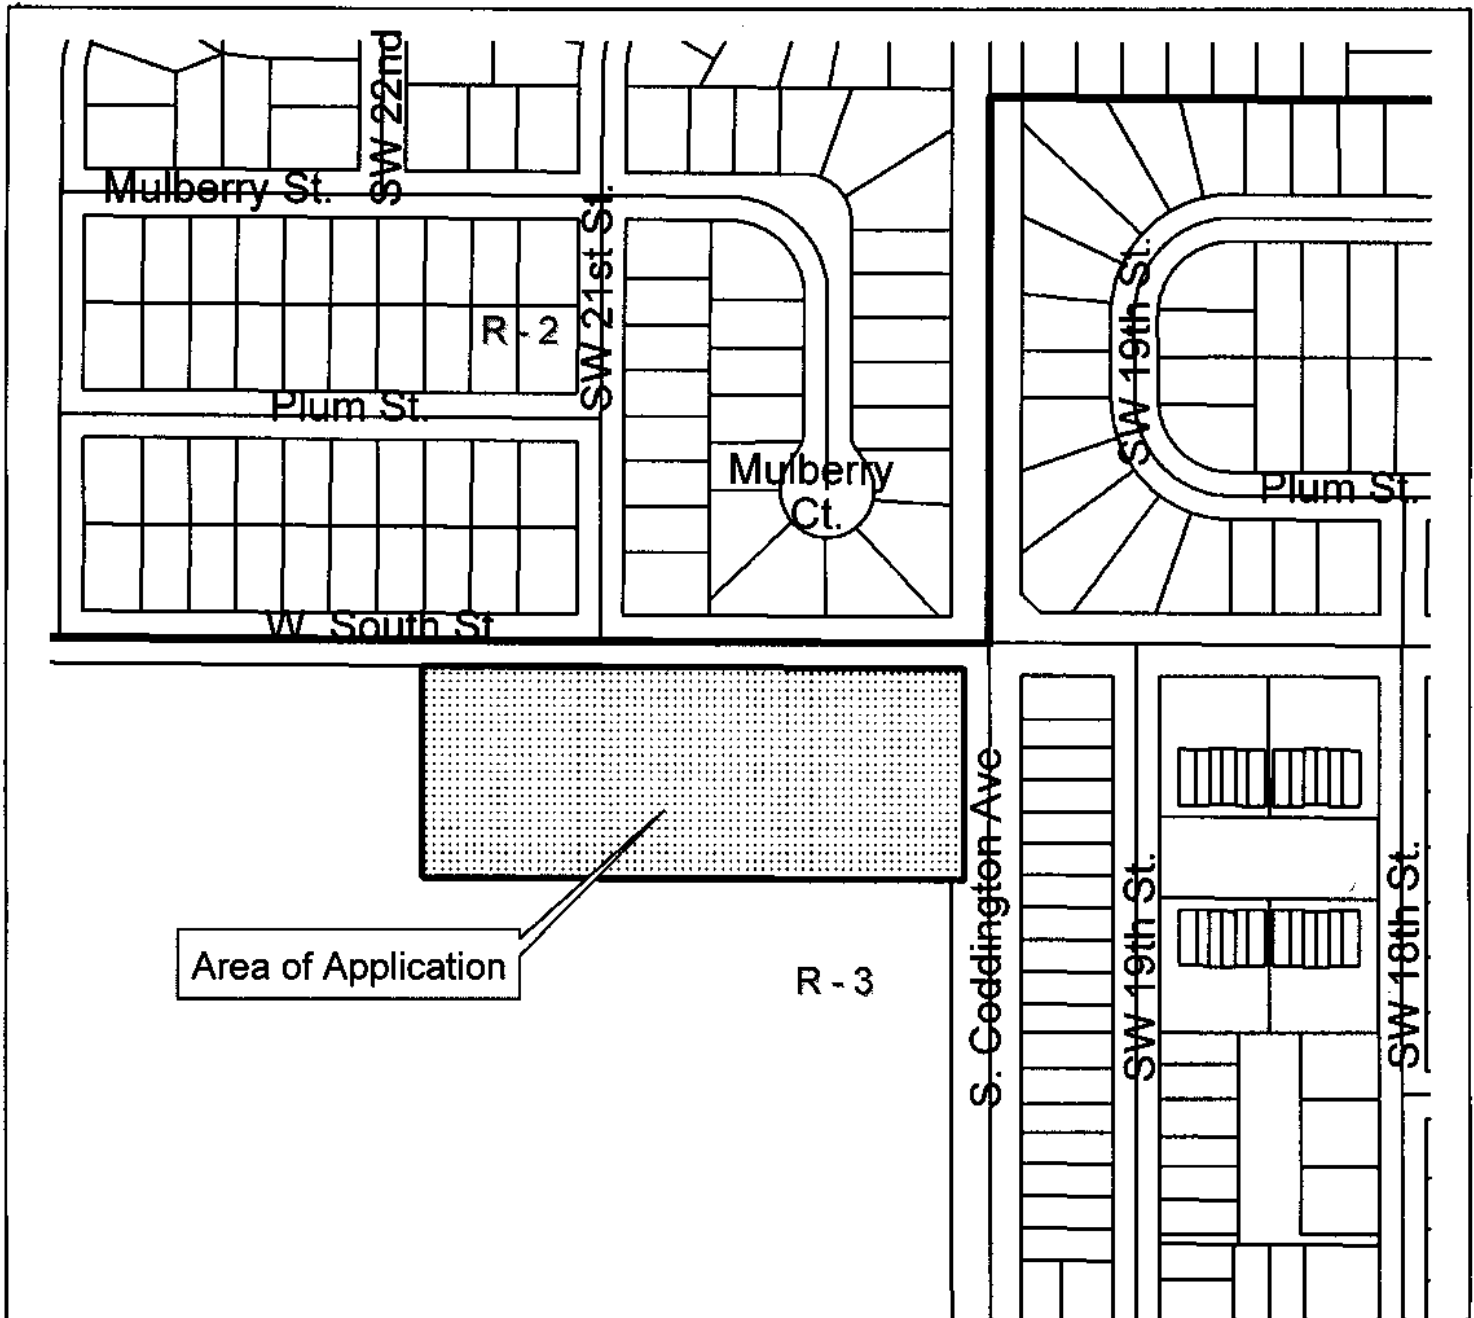 SW 22nd
Mulberry St.
SW 21st St.
R - 2
Plum St.
Mulberry
Ct.
SW 19th St.
Plum St.
W. South St
Area of Application
R - 3
S. Coddington Ave
SW 19th St.
SW 18th St.